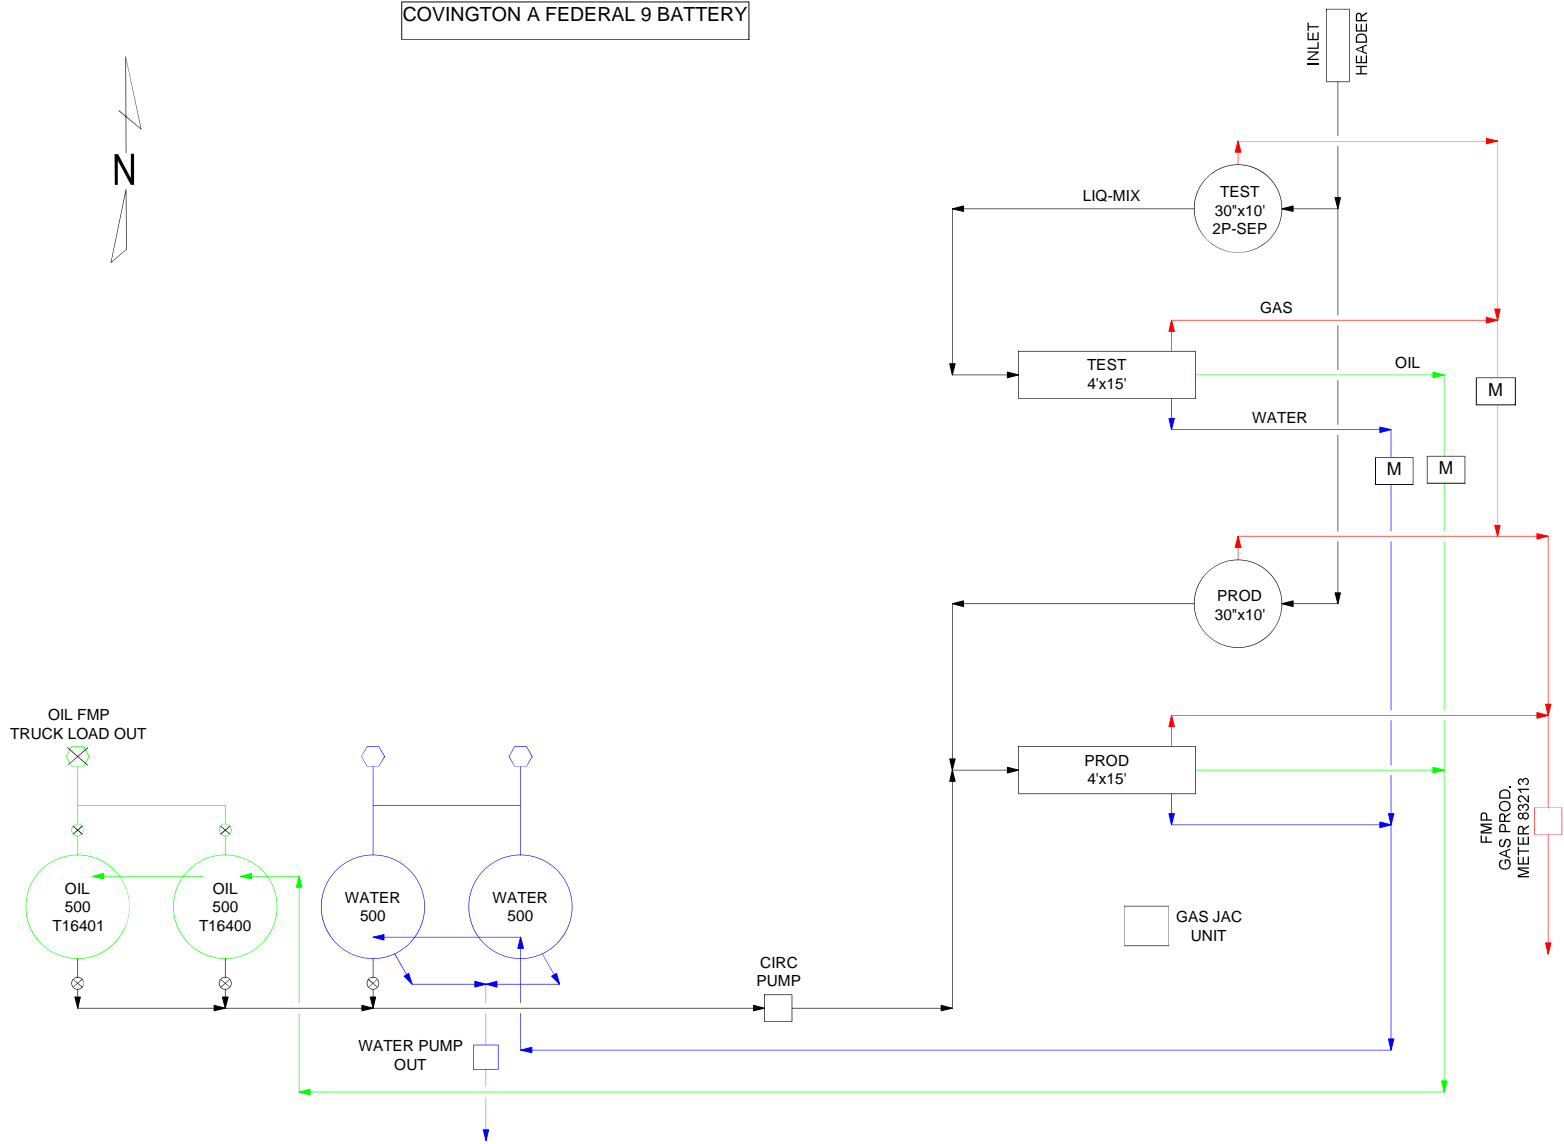 COVINGTON A FEDERAL 9 BATTERY
INLET
HEADER
N
TEST
30"x10'
2P-SEP
LIQ-MIX
GAS
TEST
4'x15'
OIL
M
WATER
M
M
PROD
30"x10'
OIL FMP
TRUCK LOAD OUT
PROD
4'x15'
FMP
GAS PROD.
METER 83213
OIL
500
T16401
OIL
500
T16400
WATER
500
WATER
500
GAS JAC
UNIT
CIRC
PUMP
WATER PUMP
OUT